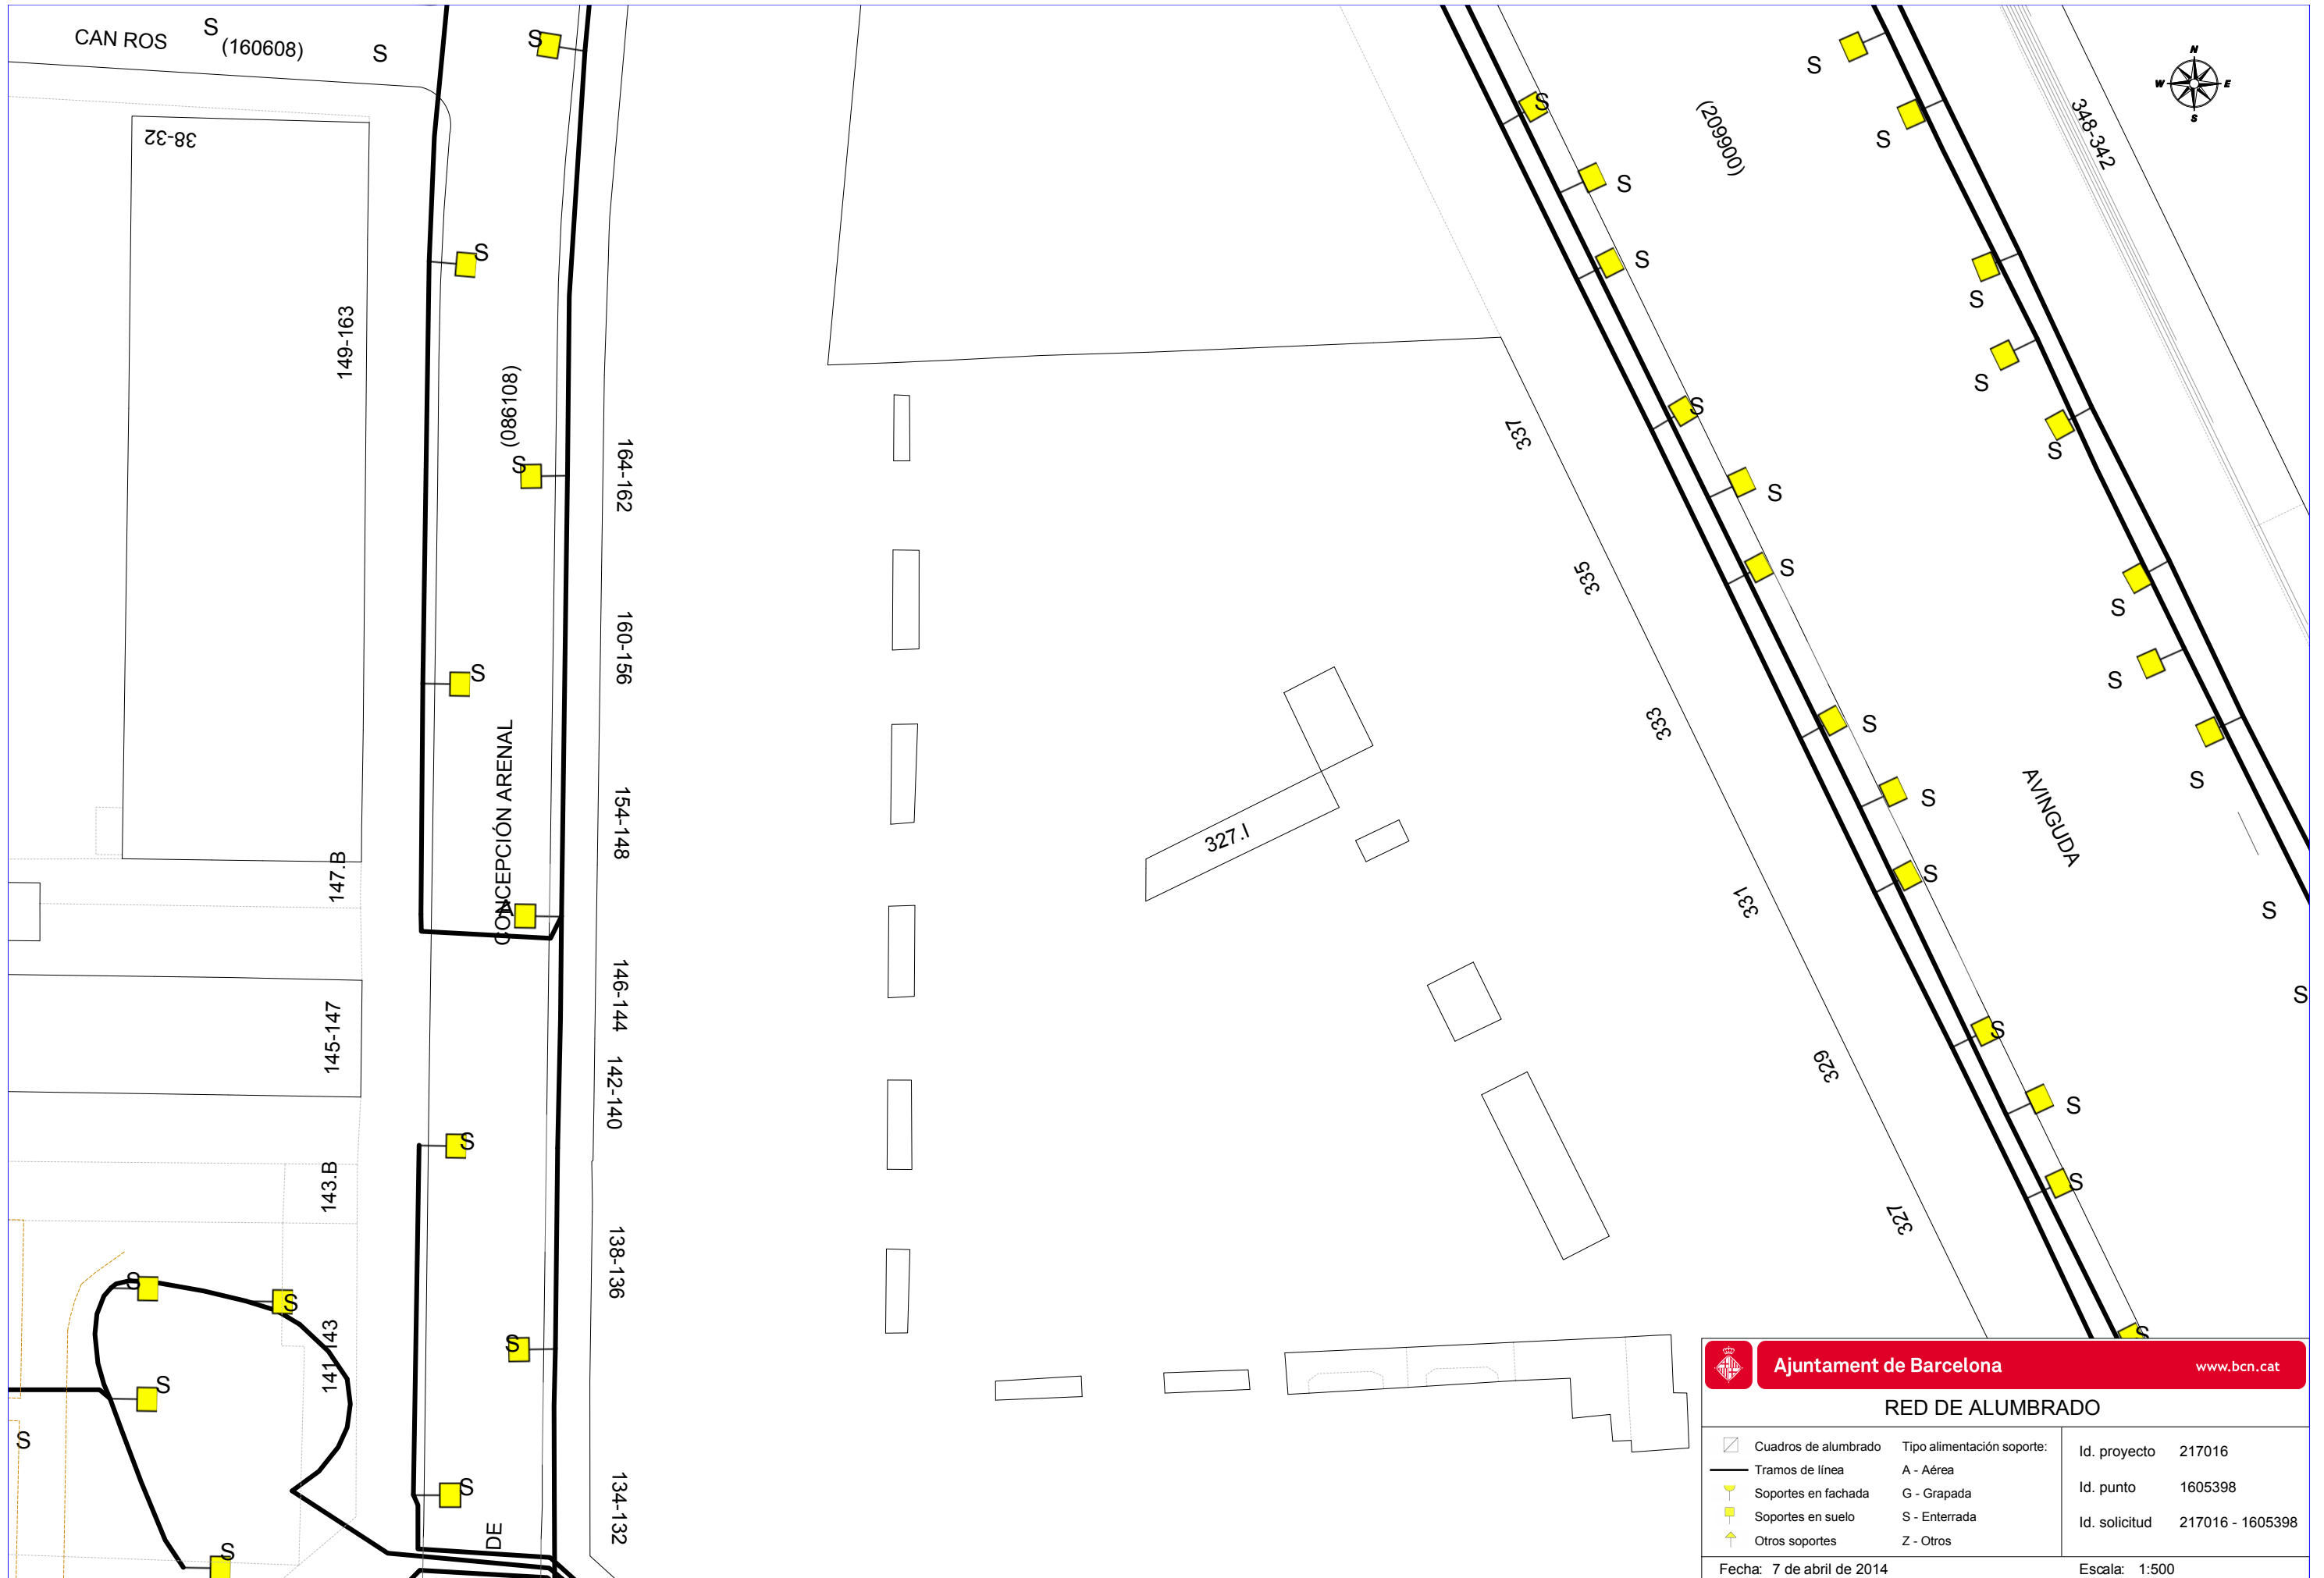 CAN ROS
S
(160608)
S
S
S
S
S
N
W
E
S
(209900)
348-342
S
38-32
S
S
S
S
149-163
S
S
(086108)
S
S
S
164-162
337
S
S
335
S
S
160-156
S
S
CONCEPCIÓN ARENAL
333
S
S
154-148
327.I
S
AVINGUDA
147.B
S
A
331
S
S
146-144
145-147
S
142-140
329
S
S
143.B
S
327
138-136
S
S
141-143
S
S
S
S
S
134-132
DE
S
S
Ajuntament de Barcelona
www.bcn.cat
RED DE ALUMBRADO
Cuadros de alumbrado
Tramos de línea
Soportes en fachada
Soportes en suelo
Otros soportes
Tipo alimentación soporte:
A - Aérea
G - Grapada
S - Enterrada
Z - Otros
Id. proyecto 217016
Id. punto 1605398
Id. solicitud 217016 - 1605398
Fecha: 7 de abril de 2014
Escala: 1:500